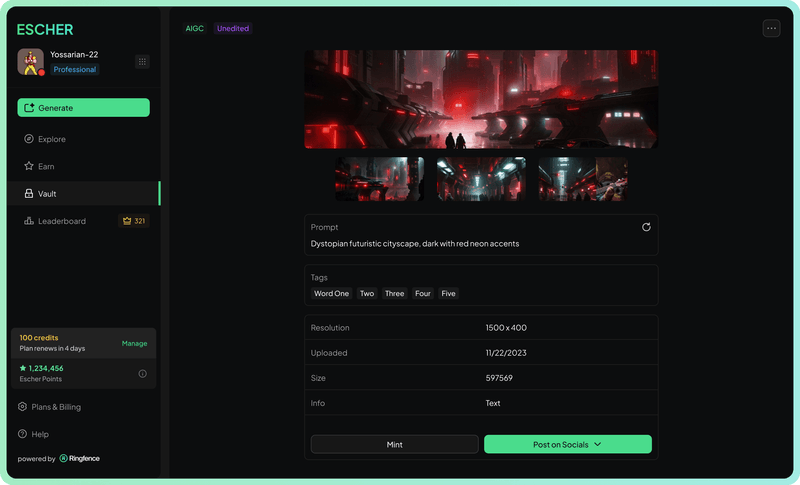 ESCHER
Yossarian-22
Professional
Generate
Explore
Earn
Vault
Leaderboard 321
100 credits
Plan renews in 4 days
Manage
1,234,456
Escher Points
Plans & Billing
Help
powered by Ringfence
AIGC Unedited
Prompt
Dystopian futuristic cityscape, dark with red neon accents
Tags
Word One Two Three Four Five
Resolution 1500 x 400
Uploaded 11/22/2023
Size 597569
Info Text
Mint Post on Socials